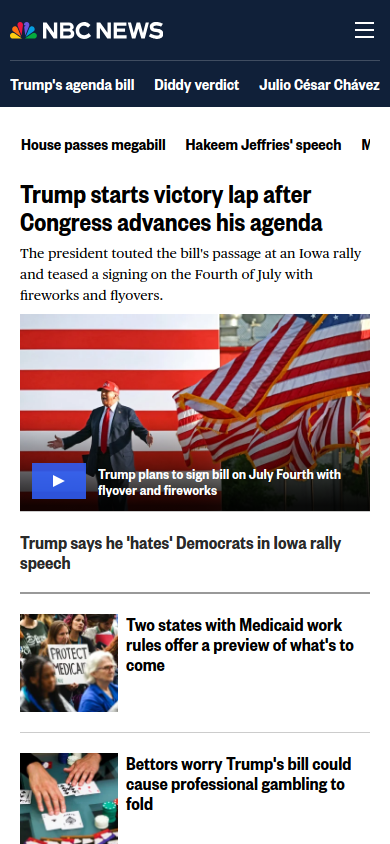 NBC NEWS
Trump's agenda bill Diddy verdict Julio César Chávez
House passes megabill Hakeem Jeffries' speech
Trump starts victory lap after
Congress advances his agenda
The president touted the bill's passage at an Iowa rally
and teased a signing on the Fourth of July with
fireworks and flyovers.
Trump plans to sign bill on July Fourth with
flyover and fireworks
Trump says he 'hates' Democrats in Iowa rally
speech
Two states with Medicaid work
rules offer a preview of what's to
come
PROTECT
MEDICAID
Bettors worry Trump's bill could
cause professional gambling to
fold